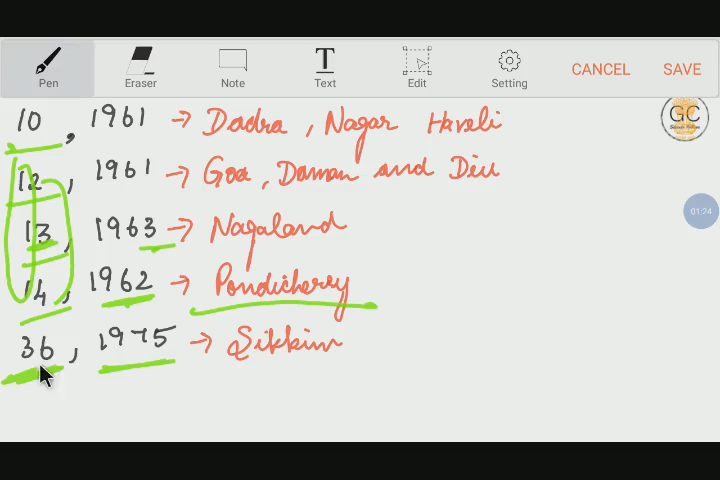 Pen Eraser Note Text Edit Setting CANCEL SAVE
10, 1961 → Dadra, Nagar Haveli
GC
12, 1961 → Goa, Daman and Diu
01:24
13, 1963 → Nagaland
14, 1962 → Pondicherry
36, 1975 → Sikkim